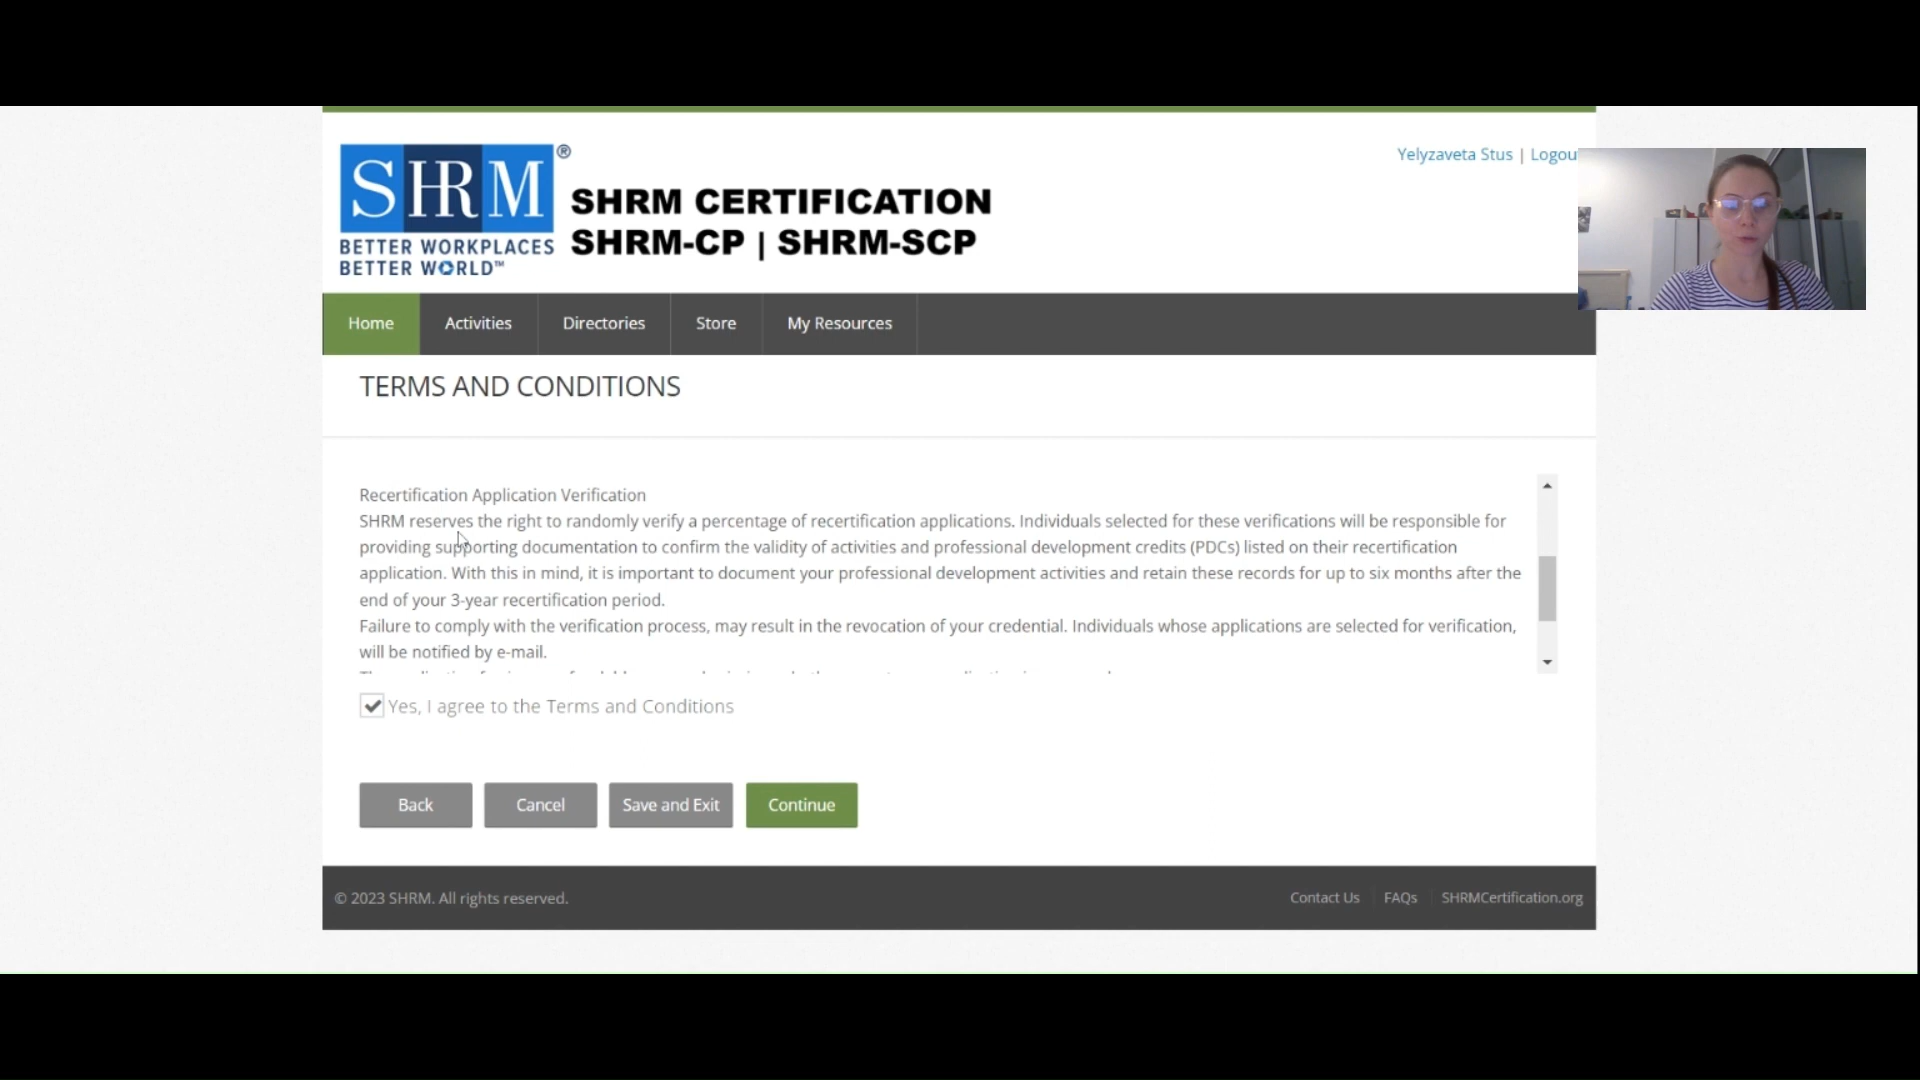 SHRM®
BETTER WORKPLACES
BETTER WORLD™
SHRM CERTIFICATION
SHRM-CP | SHRM-SCP
Yelyzaveta Stus | Logou
Home Activities Directories Store My Resources
TERMS AND CONDITIONS
Recertification Application Verification
SHRM reserves the right to randomly verify a percentage of recertification applications. Individuals selected for these verifications will be responsible for
providing supporting documentation to confirm the validity of activities and professional development credits (PDCs) listed on their recertification
application. With this in mind, it is important to document your professional development activities and retain these records for up to six months after the
end of your 3-year recertification period.
Failure to comply with the verification process, may result in the revocation of your credential. Individuals whose applications are selected for verification,
will be notified by e-mail.
Yes, I agree to the Terms and Conditions
Back Cancel Save and Exit Continue
© 2023 SHRM. All rights reserved.
Contact Us FAQs SHRMCertification.org